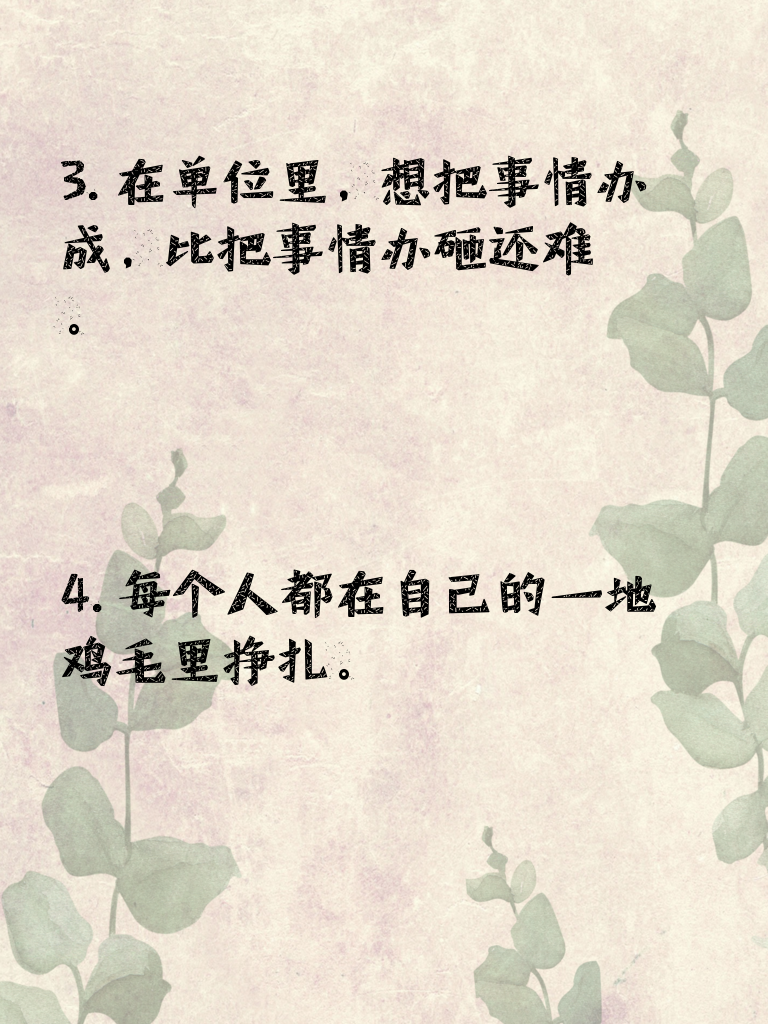 3. 在单位里，想把事情办
成，比把事情办砸还难
。
4. 每个人都在自己的一地
鸡毛里挣扎。